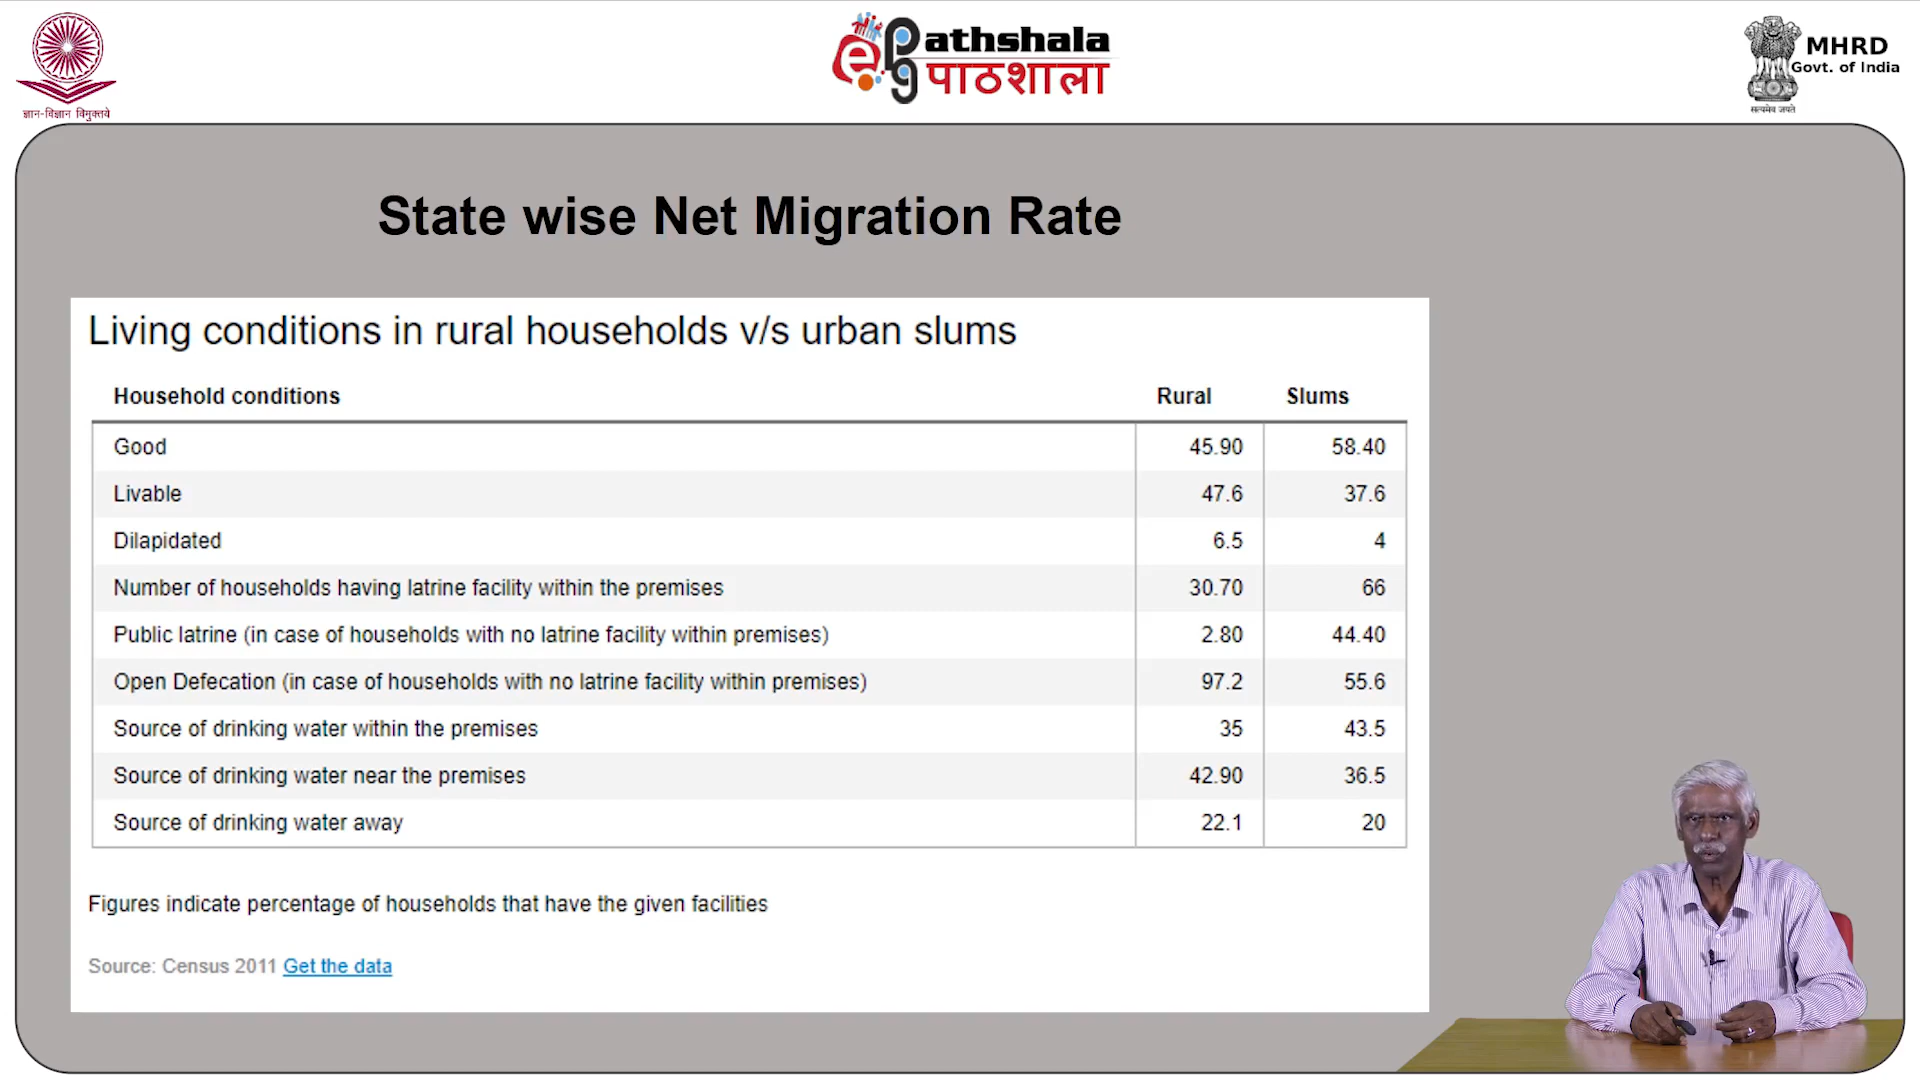 ज्ञान-विज्ञान विमुक्तये
e
pg
athshala
पाठशाला
MHRD
Govt. of India
सत्यमेव जयते
State wise Net Migration Rate
Living conditions in rural households v/s urban slums
Household conditions Rural Slums
Good 45.90 58.40
Livable 47.6 37.6
Dilapidated 6.5 4
Number of households having latrine facility within the premises 30.70 66
Public latrine (in case of households with no latrine facility within premises) 2.80 44.40
Open Defecation (in case of households with no latrine facility within premises) 97.2 55.6
Source of drinking water within the premises 35 43.5
Source of drinking water near the premises 42.90 36.5
Source of drinking water away 22.1 20
Figures indicate percentage of households that have the given facilities
Source: Census 2011 Get the data